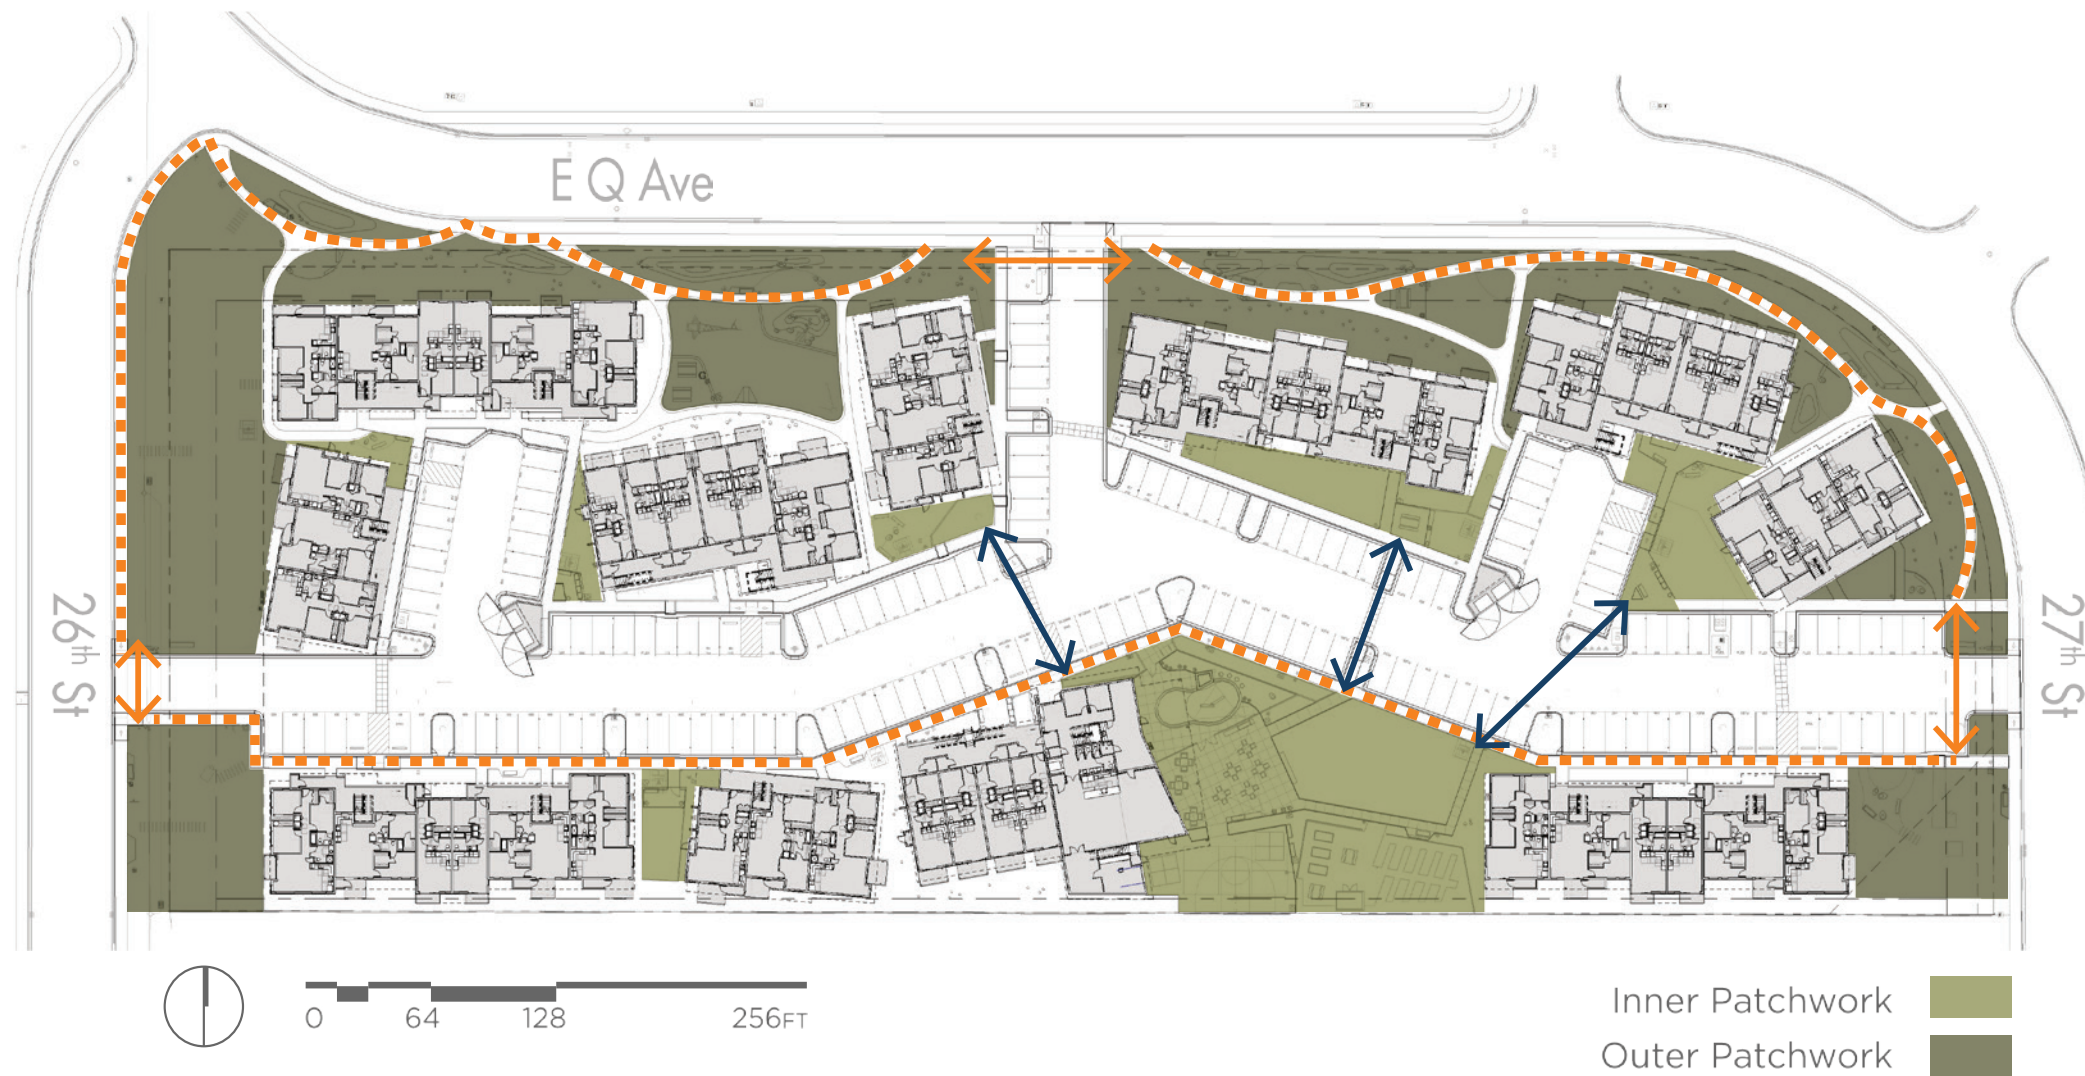 E Q Ave
26th St
27th St
0 64 128 256FT
Inner Patchwork
Outer Patchwork